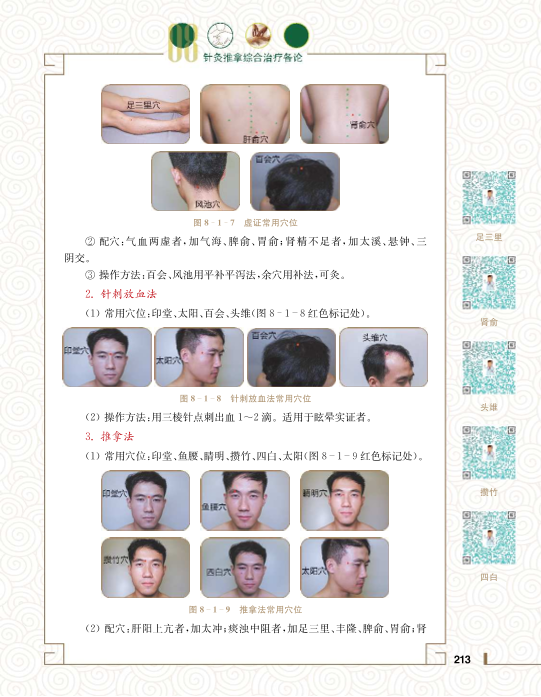 08
针灸推拿综合治疗各论
足三里穴
肝俞穴
肾俞穴
风池穴
百会穴
图 8-1-7 虚证常用穴位
② 配穴:气血两虚者,加气海、脾俞、胃俞;肾精不足者,加太溪、悬钟、三
阴交。
③ 操作方法:百会、风池用平补平泻法,余穴用补法,可灸。
2. 针刺放血法
(1) 常用穴位:印堂、太阳、百会、头维(图 8-1-8 红色标记处)。
印堂穴
太阳穴
百会穴
头维穴
图 8-1-8 针刺放血法常用穴位
(2) 操作方法:用三棱针点刺出血 1～2 滴。适用于眩晕实证者。
3. 推拿法
(1) 常用穴位:印堂、鱼腰、睛明、攒竹、四白、太阳(图 8-1-9 红色标记处)。
印堂穴
鱼腰穴
睛明穴
攒竹穴
四白穴
太阳穴
图 8-1-9 推拿法常用穴位
(2) 配穴:肝阳上亢者,加太冲;痰浊中阻者,加足三里、丰隆、脾俞、胃俞;肾
足三里
肾俞
头维
攒竹
四白
213